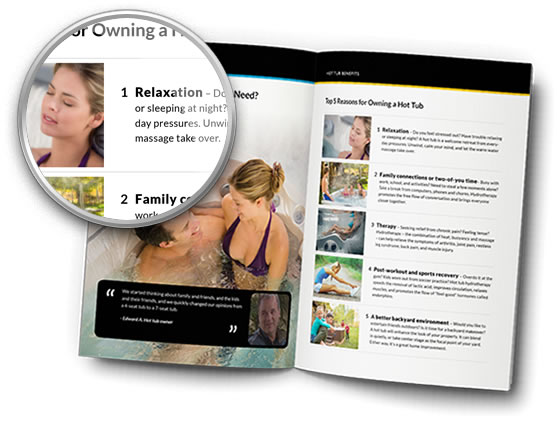 or Owning a H
1 Relaxation – Do
or sleeping at night?
day pressures. Unwin
massage take over.
2 Family co
work
Need?
“ We started thinking about family and friends, and the kids
and their friends, and we quickly changed our opinion from
a 4-seat tub to a 7-seat tub.
- Edward A. Hot tub owner ”
HOT TUB BENEFITS
Top 5 Reasons for Owning a Hot Tub
1 Relaxation – Do you feel stressed out? Have trouble relaxing
or sleeping at night? A hot tub is a welcome retreat from every-
day pressures. Unwind, calm your mind, and let the warm water
massage take over.
2 Family connections or two-of-you time – Busy with
work, school, and activities? Need to steal a few moments alone?
Take a break from computers, phones and chores. Hydrotherapy
promotes the free flow of conversation and brings everyone
closer together.
3 Therapy – Seeking relief from chronic pain? Feeling tense?
Hydrotherapy – the combination of heat, buoyancy and massage
– can help relieve the symptoms of arthritis, joint pain, restless
leg syndrome, back pain, and muscle injury.
4 Post-workout and sports recovery – Overdo it at the
gym? Kids worn out from soccer practice? Hot tub hydrotherapy
speeds the removal of lactic acid, improves circulation, relaxes
muscles, and promotes the flow of "feel good" hormones called
endorphins.
5 A better backyard environment – Would you like to
entertain friends outdoors? Is it time for a backyard makeover?
A hot tub will enhance the look of your property. It can blend
in quietly, or take center stage as the focal point of your yard.
Either way, it's a great home improvement.